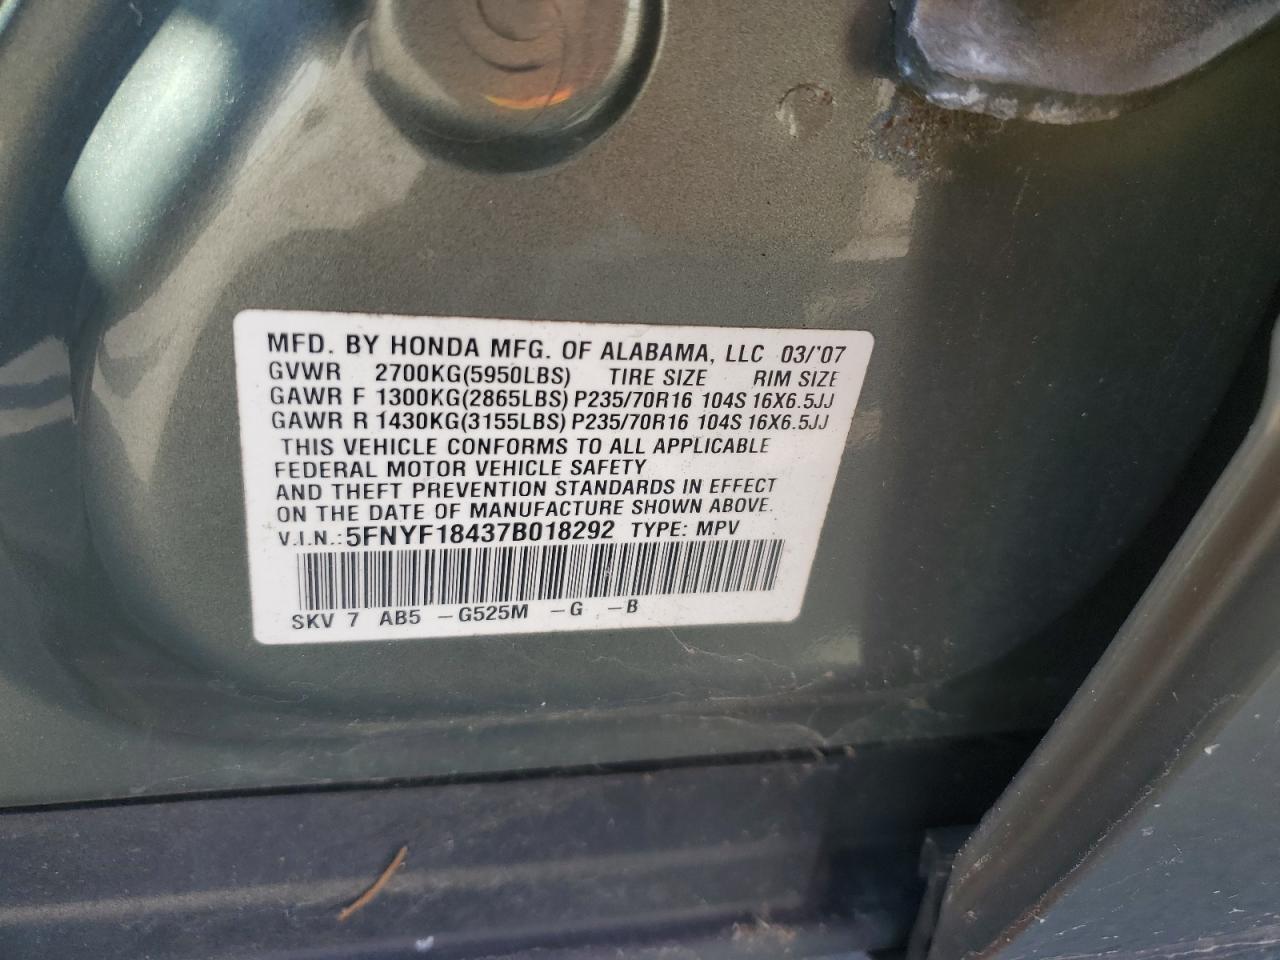 MFD. BY HONDA MFG. OF ALABAMA, LLC 03/'07
GVWR 2700KG(5950LBS) TIRE SIZE RIM SIZE
GAWR F 1300KG(2865LBS) P235/70R16 104S 16X6.5JJ
GAWR R 1430KG(3155LBS) P235/70R16 104S 16X6.5JJ
THIS VEHICLE CONFORMS TO ALL APPLICABLE
FEDERAL MOTOR VEHICLE SAFETY
AND THEFT PREVENTION STANDARDS IN EFFECT
ON THE DATE OF MANUFACTURE SHOWN ABOVE.
V.I.N.: 5FNYF18437B018292 TYPE: MPV
SKV 7 AB5 -G525M -G -B